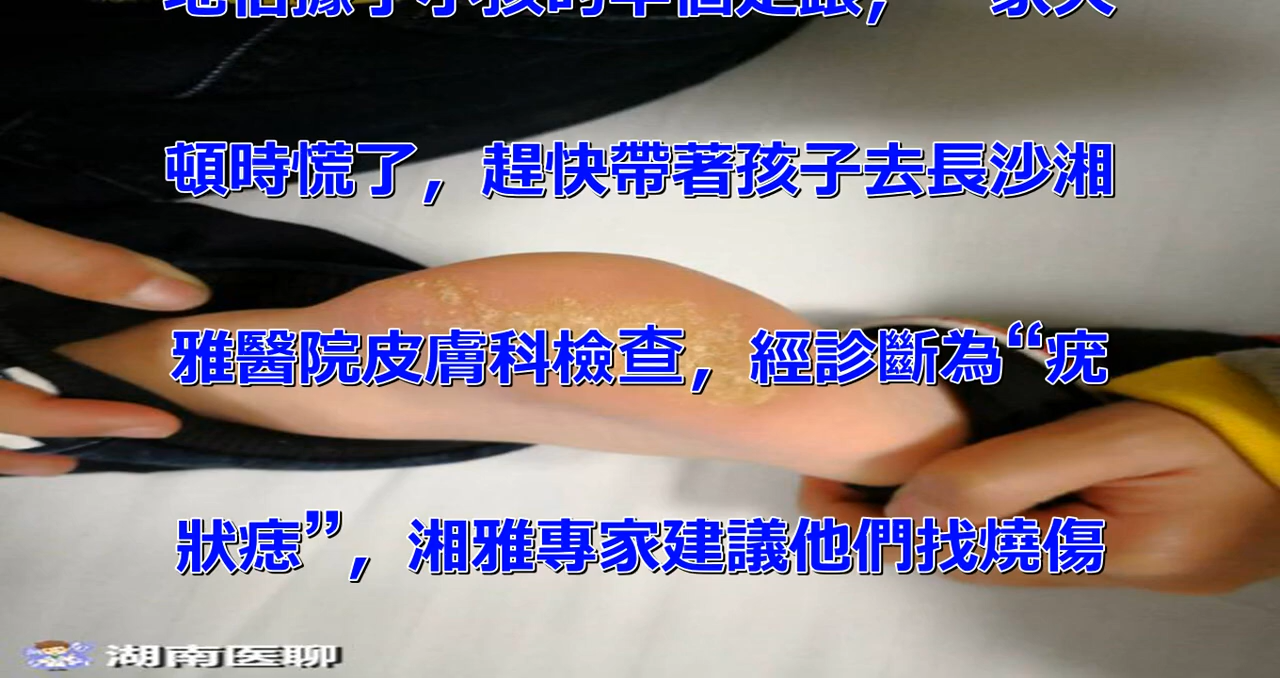 頓時慌了，趕快帶著孩子去長沙湘
雅醫院皮膚科檢查，經診斷為“疣
狀痣”，湘雅專家建議他們找燒傷
湖南医聊